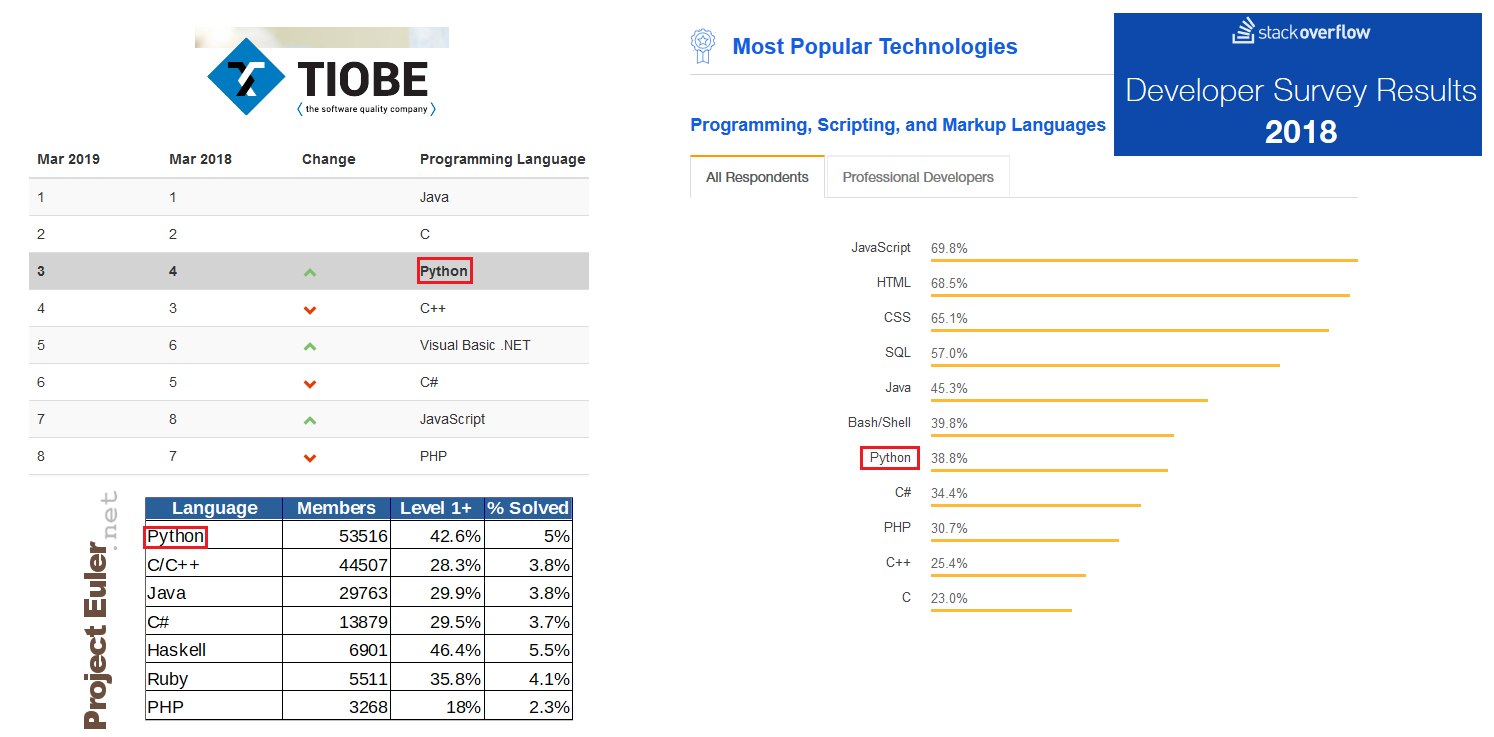 TIOBE
the software quality company
Mar 2019 Mar 2018 Change Programming Language
1 1 Java
2 2 C
3 4 Python
4 3 C++
5 6 Visual Basic .NET
6 5 C#
7 8 JavaScript
8 7 PHP
Project Euler
.net
Language Members Level 1+ % Solved
Python 53516 42.6% 5%
C/C++ 44507 28.3% 3.8%
Java 29763 29.9% 3.8%
C# 13879 29.5% 3.7%
Haskell 6901 46.4% 5.5%
Ruby 5511 35.8% 4.1%
PHP 3268 18% 2.3%
Most Popular Technologies
stackoverflow
Developer Survey Results
2018
Programming, Scripting, and Markup Languages
All Respondents Professional Developers
JavaScript 69.8%
HTML 68.5%
CSS 65.1%
SQL 57.0%
Java 45.3%
Bash/Shell 39.8%
Python 38.8%
C# 34.4%
PHP 30.7%
C++ 25.4%
C 23.0%